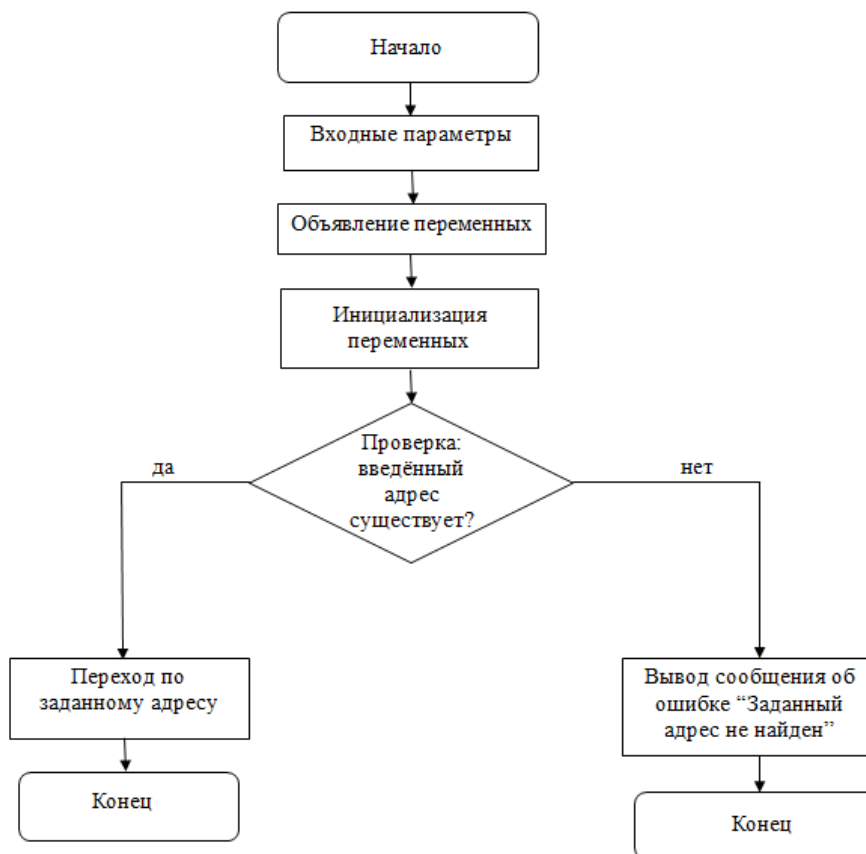 Начало
Входные параметры
Объявление переменных
Инициализация
переменных
Проверка:
введённый
адрес
существует?
да
нет
Переход по
заданному адресу
Вывод сообщения об
ошибке “Заданный
адрес не найден”
Конец
Конец